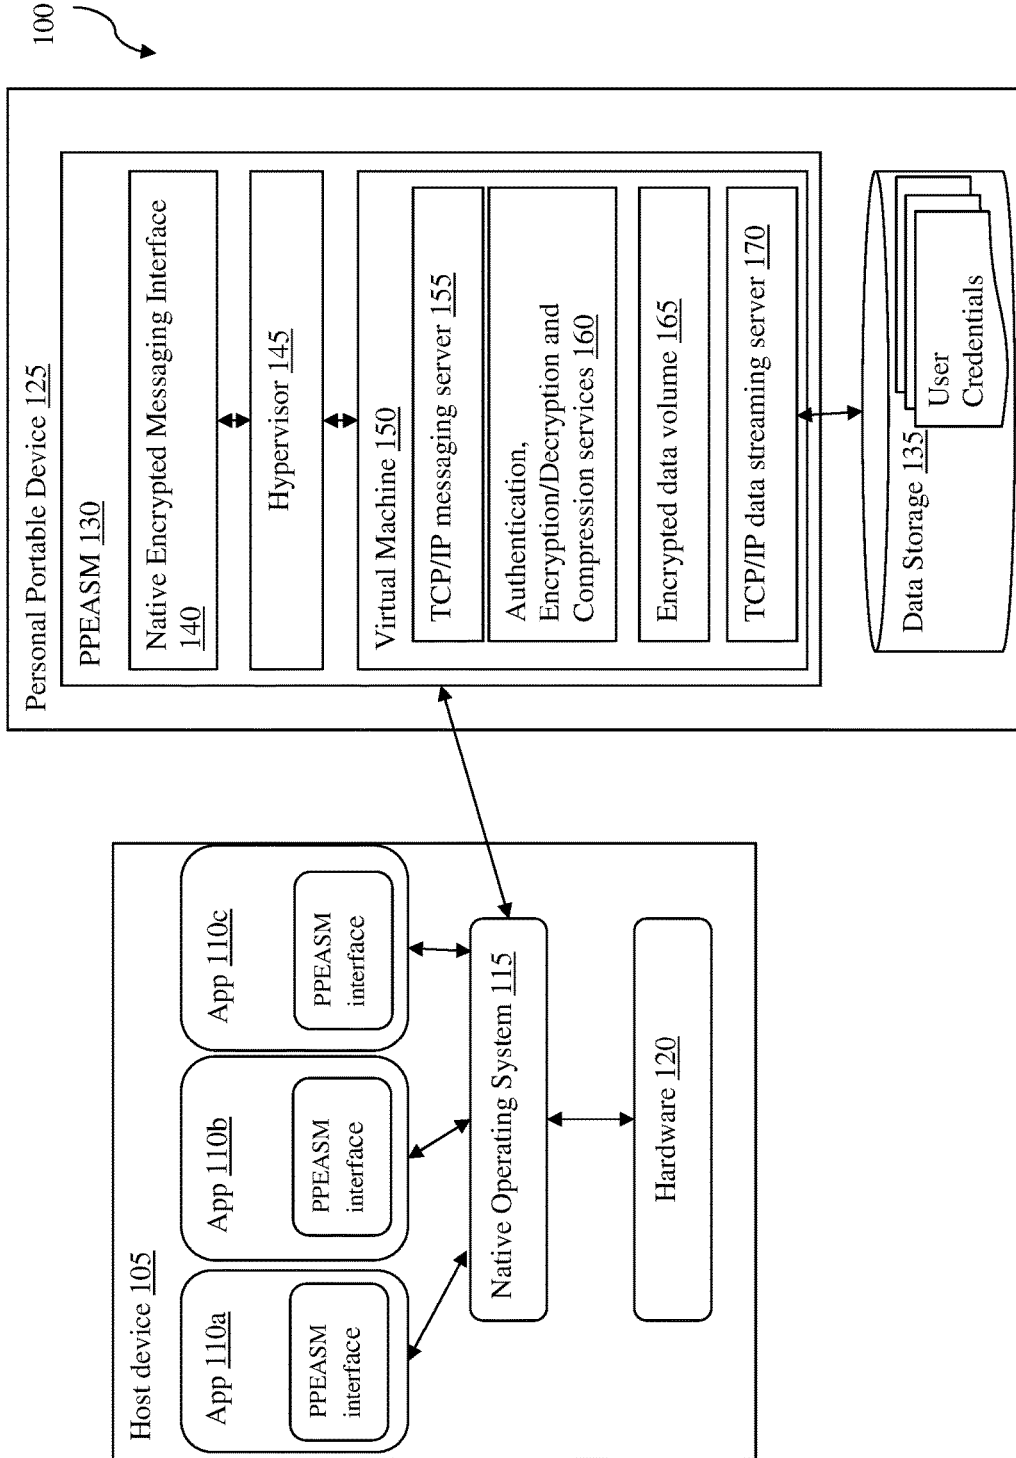 100
Host device 105
App 110a
PPEASM
interface
App 110b
PPEASM
interface
App 110c
PPEASM
interface
Native Operating System 115
Hardware 120
Personal Portable Device 125
PPEASM 130
Native Encrypted Messaging Interface
140
Hypervisor 145
Virtual Machine 150
TCP/IP messaging server 155
Authentication,
Encryption/Decryption and
Compression services 160
Encrypted data volume 165
TCP/IP data streaming server 170
Data Storage 135
User
Credentials